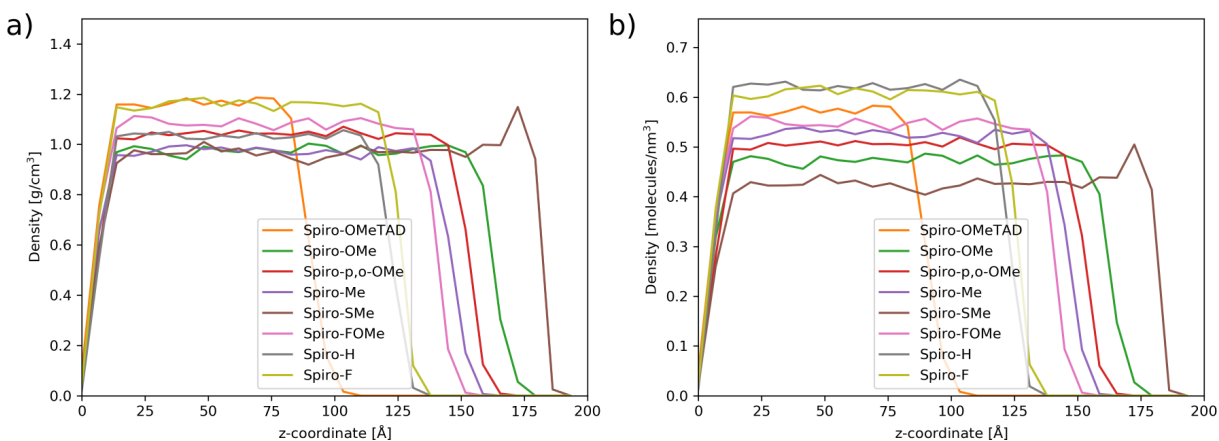 a)
Density [g/cm³]
1.4
1.2
1.0
0.8
0.6
0.4
0.2
0.0
0 25 50 75 100 125 150 175 200
z-coordinate [Å]
Spiro-OMeTAD
Spiro-OMe
Spiro-p,o-OMe
Spiro-Me
Spiro-SMe
Spiro-FOMe
Spiro-H
Spiro-F
b)
Density [molecules/nm³]
0.7
0.6
0.5
0.4
0.3
0.2
0.1
0.0
0 25 50 75 100 125 150 175 200
z-coordinate [Å]
Spiro-OMeTAD
Spiro-OMe
Spiro-p,o-OMe
Spiro-Me
Spiro-SMe
Spiro-FOMe
Spiro-H
Spiro-F